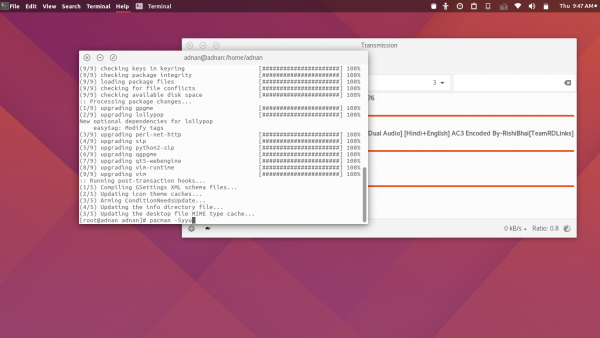 File Edit View Search Terminal Help Terminal
Thu 9:47 AM
Transmission
adnan@adnan:/home/adnan
(9/9) checking keys in keyring [######################] 100%
(9/9) checking package integrity [######################] 100%
(9/9) loading package files [######################] 100%
(9/9) checking for file conflicts [######################] 100%
(9/9) checking available disk space [######################] 100%
:: Processing package changes...
(1/9) upgrading gpgme [######################] 100%
(2/9) upgrading lollypop [######################] 100%
New optional dependencies for lollypop
easytag: Modify tags
(3/9) upgrading perl-net-http [######################] 100%
(4/9) upgrading sip [######################] 100%
(5/9) upgrading python2-sip [######################] 100%
(6/9) upgrading qgpgme [######################] 100%
(7/9) upgrading qt5-webengine [######################] 100%
(8/9) upgrading vim-runtime [######################] 100%
(9/9) upgrading vim [######################] 100%
:: Running post-transaction hooks...
(1/5) Compiling GSettings XML schema files...
(2/5) Updating icon theme caches...
(3/5) Arming ConditionNeedsUpdate...
(4/5) Updating the info directory file...
(5/5) Updating the desktop file MIME type cache...
[root@adnan adnan]# pacman -Syyu
3
76
Dual Audio] [Hindi+English] AC3 Encoded By-RishiBhai[TeamRDLinks]
0 kB/s
Ratio: 0.8